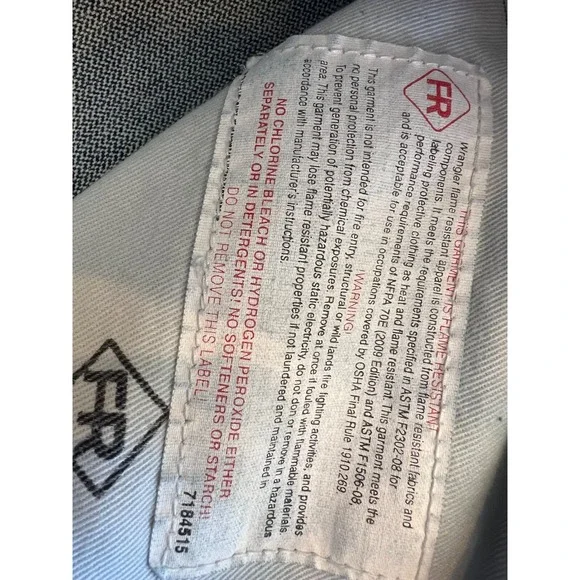 FR
THIS GARMENT IS FLAME RESISTANT!
Wrangler flame resistant apparel is constructed from flame resistant fabrics and
components. It meets the requirements specified in ASTM F2302-08 for
labeling protective clothing as heat and flame resistant. This garment meets the
performance requirements of NFPA 70E (2009 Edition) and ASTM F1506-08,
and is acceptable for use in occupations covered by OSHA Final Rule 1910.269
!WARNING!
This garment is not intended for fire entry, structural or wild lands fire fighting activities, and provides
no personal protection from chemical exposures. Remove at once if fouled with flammable materials
To prevent generation of potentially hazardous static electricity, do not don or remove in a hazardous
area. This garment may lose flame resistant properties if not laundered and maintained in
accordance with manufacturer's instructions.
NO CHLORINE BLEACH OR HYDROGEN PEROXIDE EITHER
SEPARATELY OR IN DETERGENTS! NO SOFTENERS OR STARCH!
DO NOT REMOVE THIS LABEL!
7184515
FR